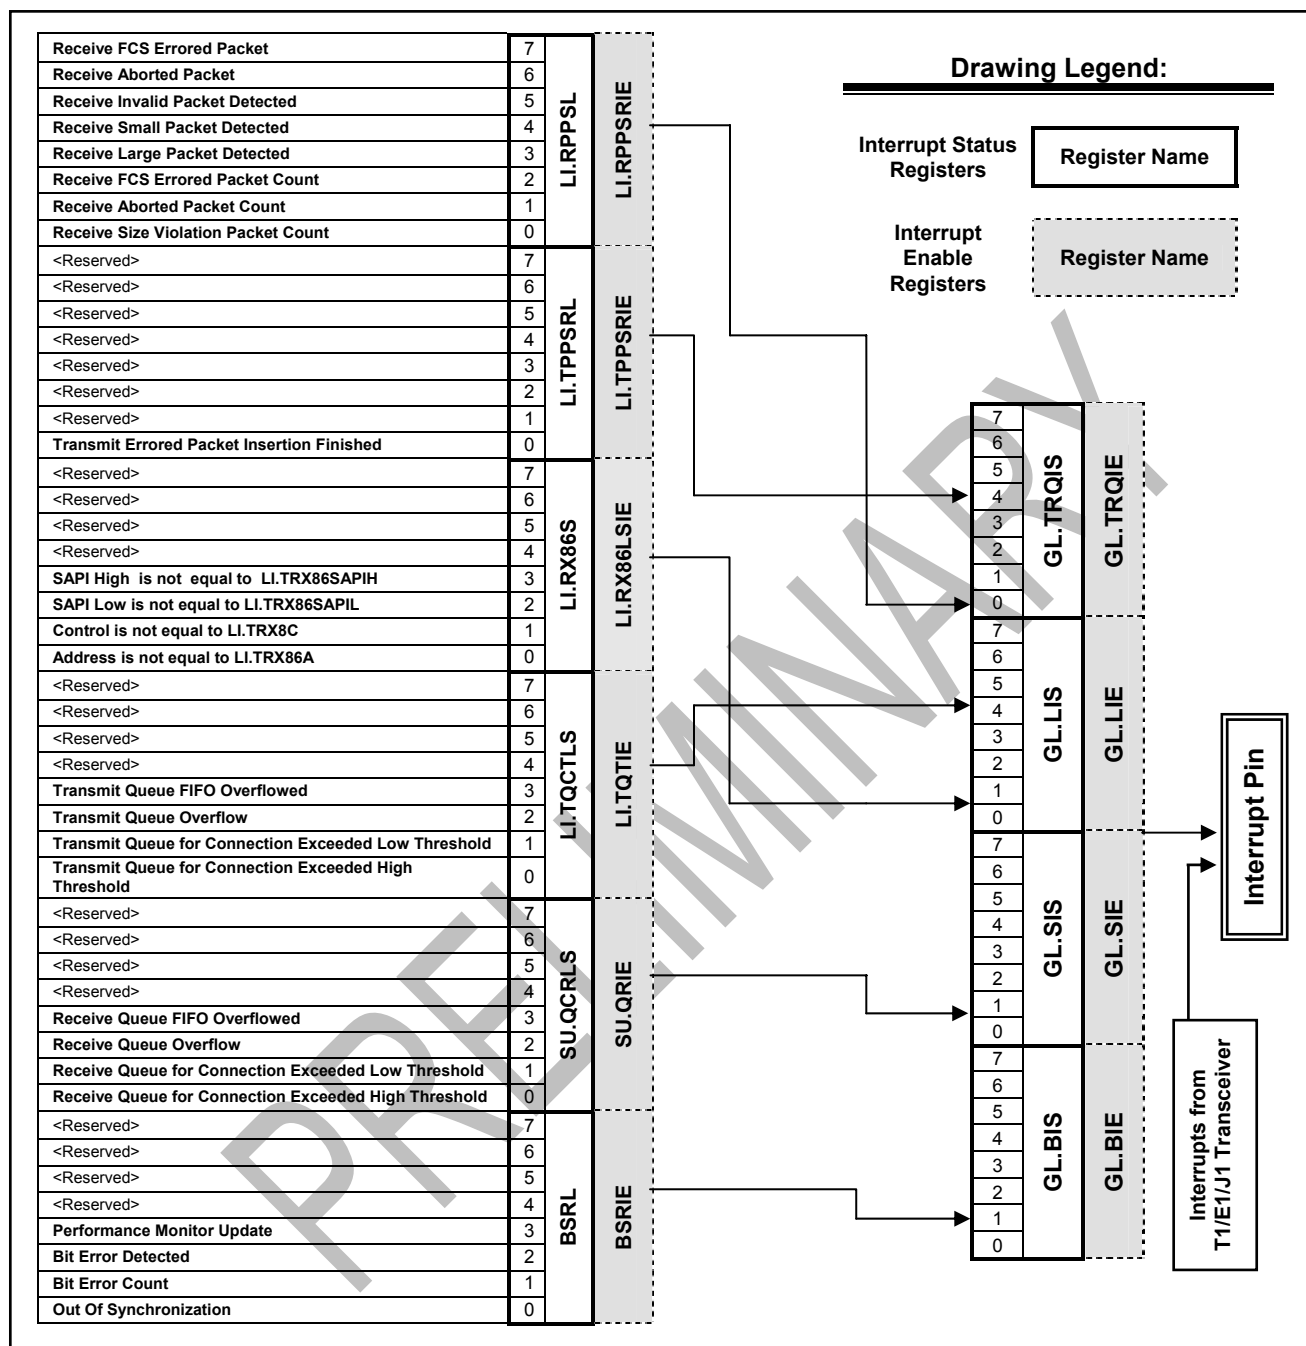 Receive FCS Errored Packet 7
Receive Aborted Packet 6
Receive Invalid Packet Detected 5
Receive Small Packet Detected 4
Receive Large Packet Detected 3
Receive FCS Errored Packet Count 2
Receive Aborted Packet Count 1
Receive Size Violation Packet Count 0
LI.RPPSL
LI.RPPSRIE
<Reserved> 7
<Reserved> 6
<Reserved> 5
<Reserved> 4
<Reserved> 3
<Reserved> 2
<Reserved> 1
Transmit Errored Packet Insertion Finished 0
LI.TPPSRL
LI.TPPSRIE
<Reserved> 7
<Reserved> 6
<Reserved> 5
<Reserved> 4
SAPI High is not equal to LI.TRX86SAPIH 3
SAPI Low is not equal to LI.TRX86SAPIL 2
Control is not equal to LI.TRX8C 1
Address is not equal to LI.TRX86A 0
LI.RX86S
LI.RX86LSIE
<Reserved> 7
<Reserved> 6
<Reserved> 5
<Reserved> 4
Transmit Queue FIFO Overflowed 3
Transmit Queue Overflow 2
Transmit Queue for Connection Exceeded Low Threshold 1
Transmit Queue for Connection Exceeded High
Threshold 0
LI.TQCTLS
LI.TQTIE
<Reserved> 7
<Reserved> 6
<Reserved> 5
<Reserved> 4
Receive Queue FIFO Overflowed 3
Receive Queue Overflow 2
Receive Queue for Connection Exceeded Low Threshold 1
Receive Queue for Connection Exceeded High Threshold 0
SU.QCRLS
SU.QRIE
<Reserved> 7
<Reserved> 6
<Reserved> 5
<Reserved> 4
Performance Monitor Update 3
Bit Error Detected 2
Bit Error Count 1
Out Of Synchronization 0
BSRL
BSRIE
Drawing Legend:
Interrupt Status
Registers
Register Name
Interrupt
Enable
Registers
Register Name
7
6
5
4
3
2
1
0
GL.TRQIS
GL.TRQIE
7
6
5
4
3
2
1
0
GL.LIS
GL.LIE
7
6
5
4
3
2
1
0
GL.SIS
GL.SIE
7
6
5
4
3
2
1
0
GL.BIS
GL.BIE
Interrupt Pin
Interrupts from
T1/E1/J1 Transceiver
PRELIMINARY